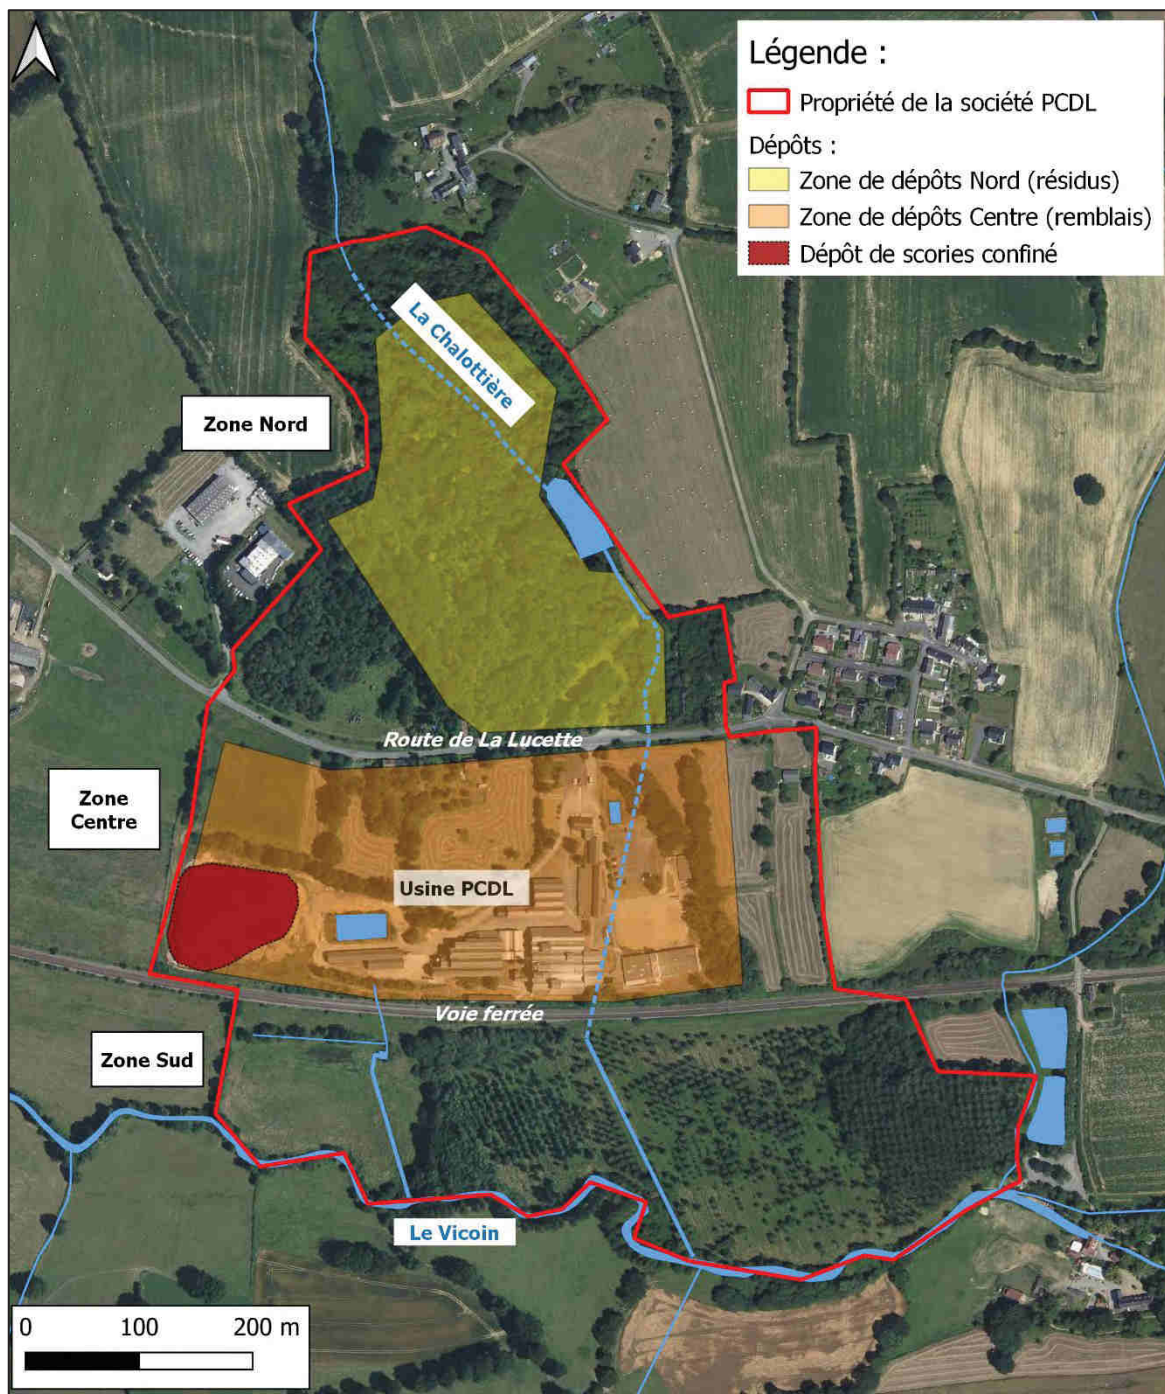 Légende :
Propriété de la société PCDL
Dépôts :
Zone de dépôts Nord (résidus)
Zone de dépôts Centre (remblais)
Dépôt de scories confiné
La Chalottière
Zone Nord
Route de La Lucette
Zone
Centre
Usine PCDL
Voie ferrée
Zone Sud
Le Vicoin
0 100 200 m